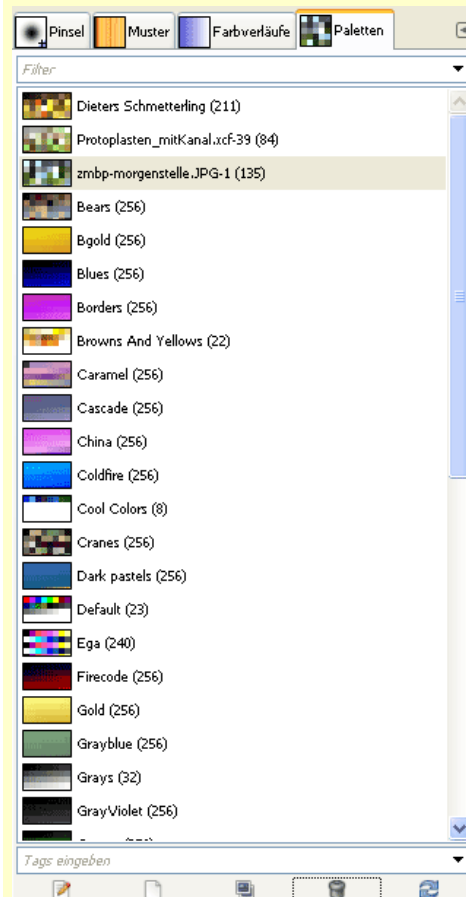 Pinsel Muster Farbverläufe Paletten
Filter
Dieters Schmetterling (211)
Protoplasten_mitKanal.xcf-39 (84)
zmbp-morgenstelle.JPG-1 (135)
Bears (256)
Bgold (256)
Blues (256)
Borders (256)
Browns And Yellows (22)
Caramel (256)
Cascade (256)
China (256)
Coldfire (256)
Cool Colors (8)
Cranes (256)
Dark pastels (256)
Default (23)
Ega (240)
Firecode (256)
Gold (256)
Grayblue (256)
Grays (32)
GrayViolet (256)
Tags eingeben